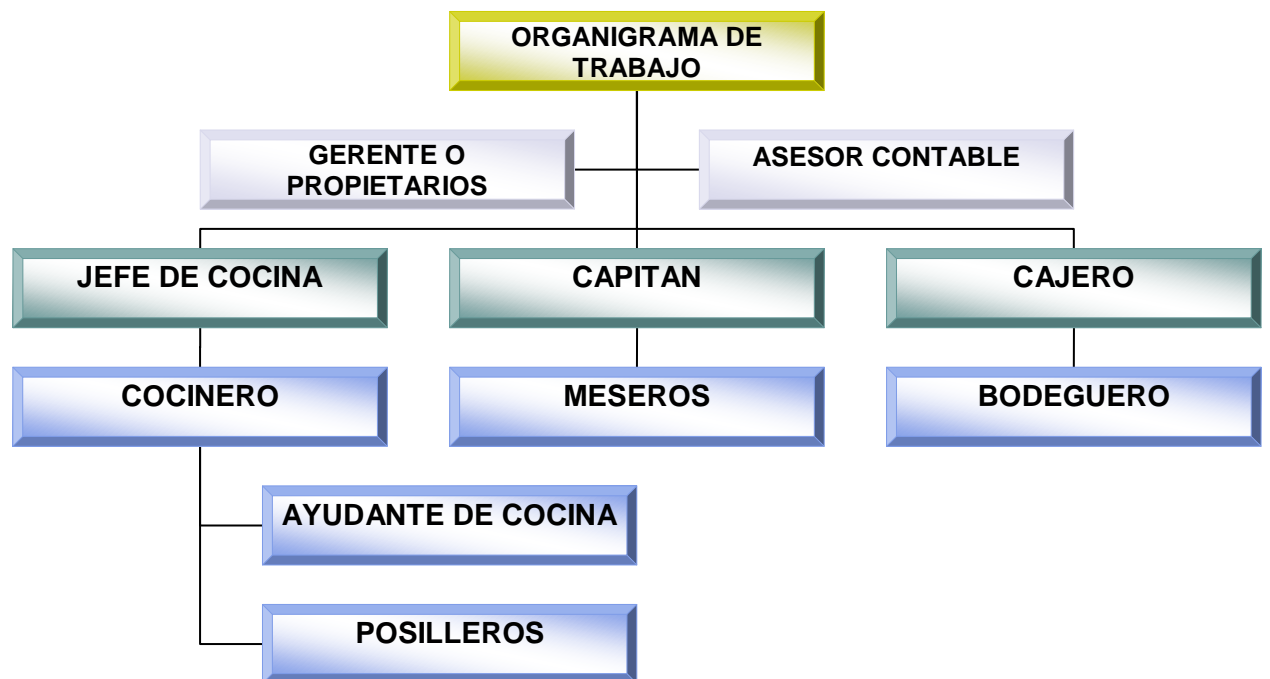 ORGANIGRAMA DE
TRABAJO
GERENTE O
PROPIETARIOS
ASESOR CONTABLE
JEFE DE COCINA
CAPITAN
CAJERO
COCINERO
MESEROS
BODEGUERO
AYUDANTE DE COCINA
POSILLEROS